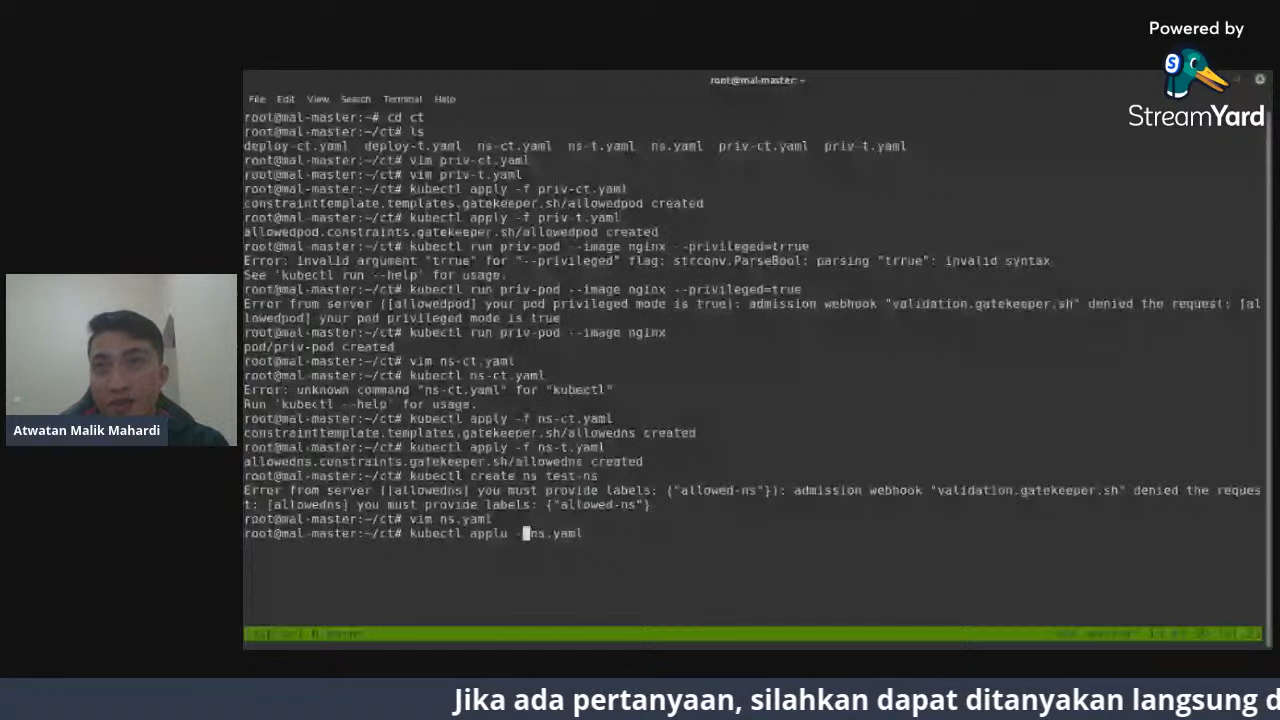 Powered by
StreamYard
root@mal-master: ~
File Edit View Search Terminal Help
root@mal-master:~# cd ct
root@mal-master:~/ct# ls
deploy-ct.yaml deploy-t.yaml ns-ct.yaml ns-t.yaml ns.yaml priv-ct.yaml priv-t.yaml
root@mal-master:~/ct# vim priv-ct.yaml
root@mal-master:~/ct# vim priv-t.yaml
root@mal-master:~/ct# kubectl apply -f priv-ct.yaml
constrainttemplate.templates.gatekeeper.sh/allowedpod created
root@mal-master:~/ct# kubectl apply -f priv-t.yaml
allowedpod.constraints.gatekeeper.sh/allowedpod created
root@mal-master:~/ct# kubectl run priv-pod --image nginx --privileged=trrue
Error: invalid argument "trrue" for "--privileged" flag: strconv.ParseBool: parsing "trrue": invalid syntax
See 'kubectl run --help' for usage.
root@mal-master:~/ct# kubectl run priv-pod --image nginx --privileged=true
Error from server ([allowedpod] your pod privileged mode is true): admission webhook "validation.gatekeeper.sh" denied the request: [al
lowedpod] your pod privileged mode is true
root@mal-master:~/ct# kubectl run priv-pod --image nginx
pod/priv-pod created
root@mal-master:~/ct# vim ns-ct.yaml
root@mal-master:~/ct# kubectl ns-ct.yaml
Error: unknown command "ns-ct.yaml" for "kubectl"
Run 'kubectl --help' for usage.
root@mal-master:~/ct# kubectl apply -f ns-ct.yaml
constrainttemplate.templates.gatekeeper.sh/allowedns created
root@mal-master:~/ct# kubectl apply -f ns-t.yaml
allowedns.constraints.gatekeeper.sh/allowedns created
root@mal-master:~/ct# kubectl create ns test-ns
Error from server ([allowedns] you must provide labels: {"allowed-ns"}): admission webhook "validation.gatekeeper.sh" denied the reques
t: [allowedns] you must provide labels: {"allowed-ns"}
root@mal-master:~/ct# vim ns.yaml
root@mal-master:~/ct# kubectl applu - ns.yaml
Atwatan Malik Mahardi
Jika ada pertanyaan, silahkan dapat ditanyakan langsung d